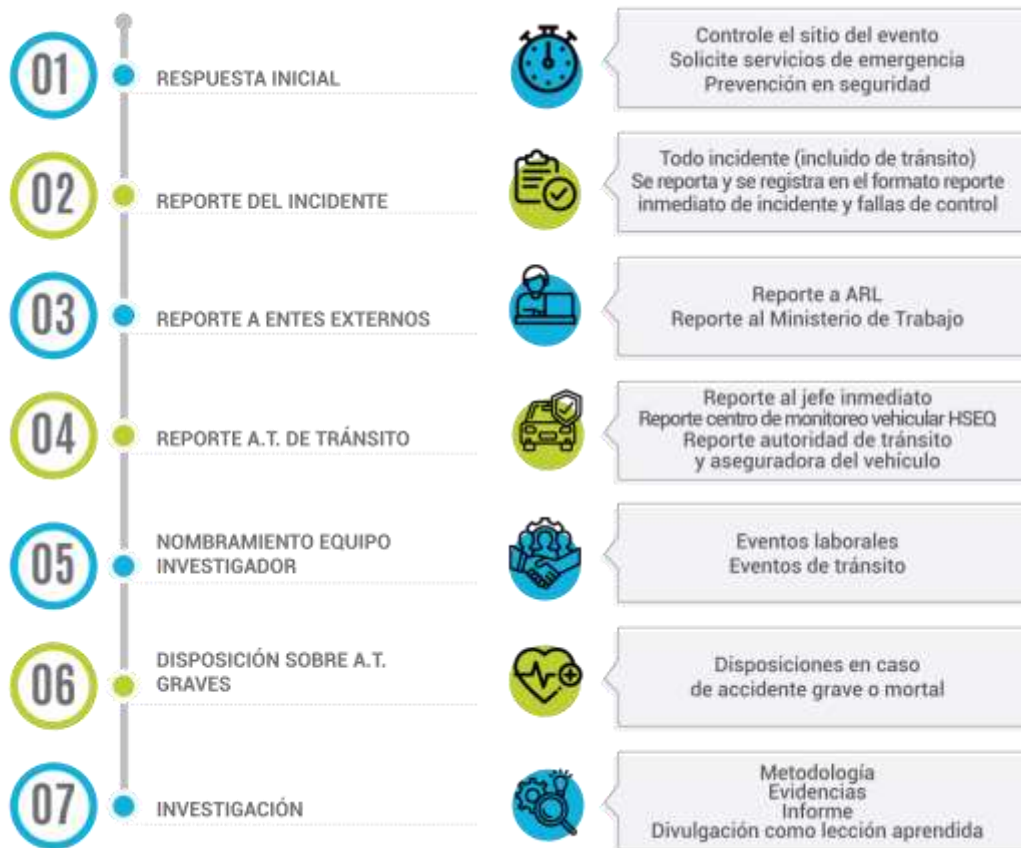 01
RESPUESTA INICIAL
Controle el sitio del evento
Solicite servicios de emergencia
Prevención en seguridad
02
REPORTE DEL INCIDENTE
Todo incidente (incluido de tránsito)
Se reporta y se registra en el formato reporte
inmediato de incidente y fallas de control
03
REPORTE A ENTES EXTERNOS
Reporte a ARL
Reporte al Ministerio de Trabajo
04
REPORTE A.T. DE TRÁNSITO
Reporte al jefe inmediato
Reporte centro de monitoreo vehicular HSEQ
Reporte autoridad de tránsito
y aseguradora del vehículo
05
NOMBRAMIENTO EQUIPO
INVESTIGADOR
Eventos laborales
Eventos de tránsito
06
DISPOSICIÓN SOBRE A.T.
GRAVES
Disposiciones en caso
de accidente grave o mortal
07
INVESTIGACIÓN
Metodología
Evidencias
Informe
Divulgación como lección aprendida